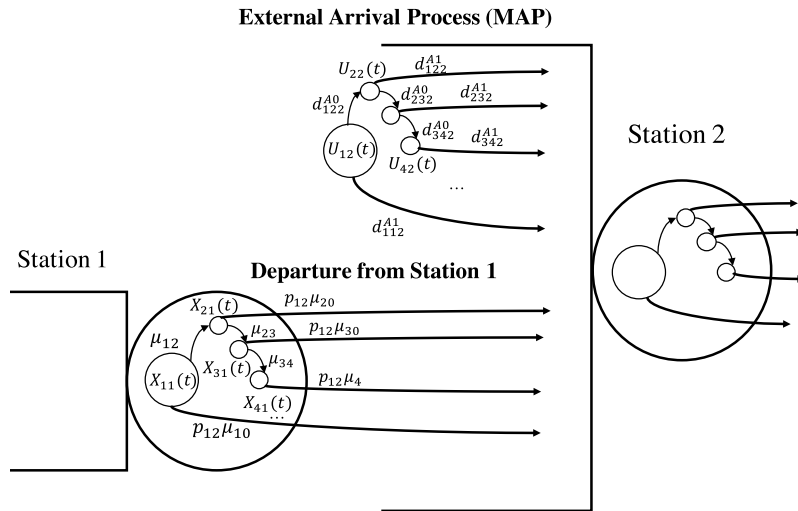 External Arrival Process (MAP)
U₂₂(t)
d₁₂₂ᴬ¹
d₁₂₂ᴬ⁰
d₂₃₂ᴬ⁰
d₂₃₂ᴬ¹
d₃₄₂ᴬ⁰
d₃₄₂ᴬ¹
U₁₂(t)
U₄₂(t)
...
d₁₁₂ᴬ¹
Station 2
Station 1
Departure from Station 1
X₂₁(t)
p₁₂μ₂₀
μ₁₂
μ₂₃
p₁₂μ₃₀
X₃₁(t)
μ₃₄
X₁₁(t)
p₁₂μ₄
X₄₁(t)
...
p₁₂μ₁₀